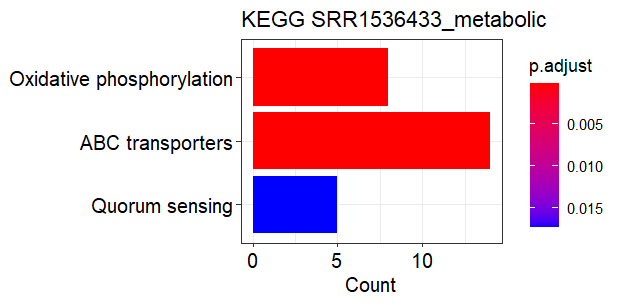 KEGG SRR1536433_metabolic
Oxidative phosphorylation
ABC transporters
Quorum sensing
0 5 10
Count
p.adjust
0.005
0.010
0.015